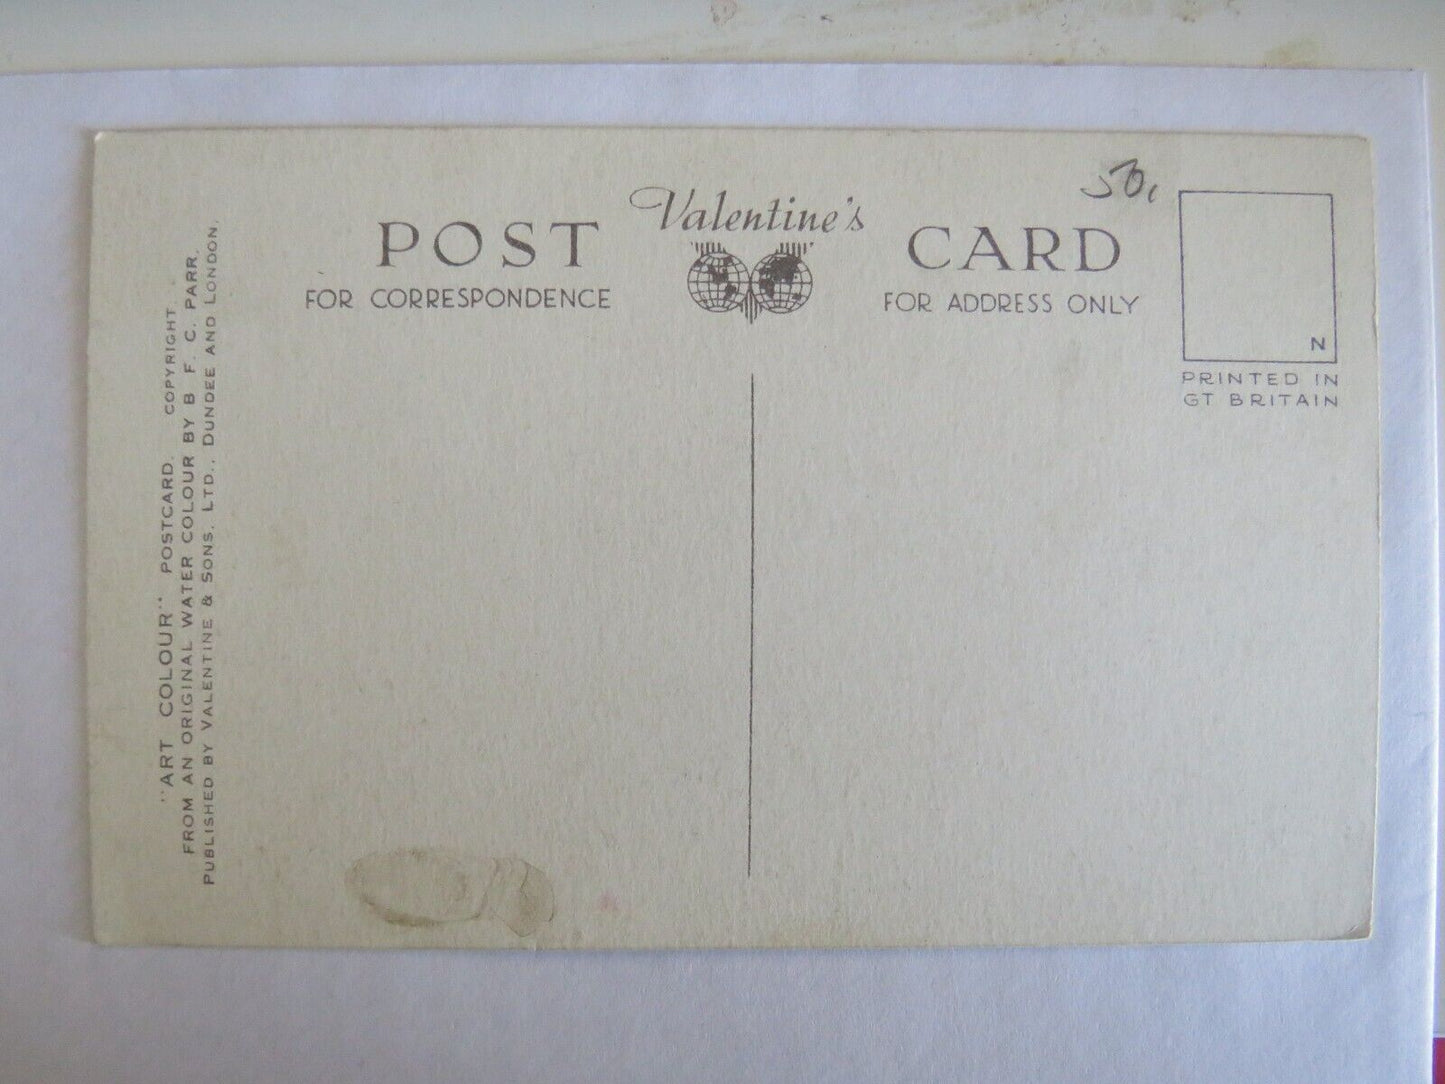 POST Valentine's CARD
FOR CORRESPONDENCE
FOR ADDRESS ONLY
50,
N
PRINTED IN
GT BRITAIN
"ART COLOUR" POSTCARD. COPYRIGHT
FROM AN ORIGINAL WATER COLOUR BY B. F. C. PARR.
PUBLISHED BY VALENTINE & SONS. LTD., DUNDEE AND LONDON.